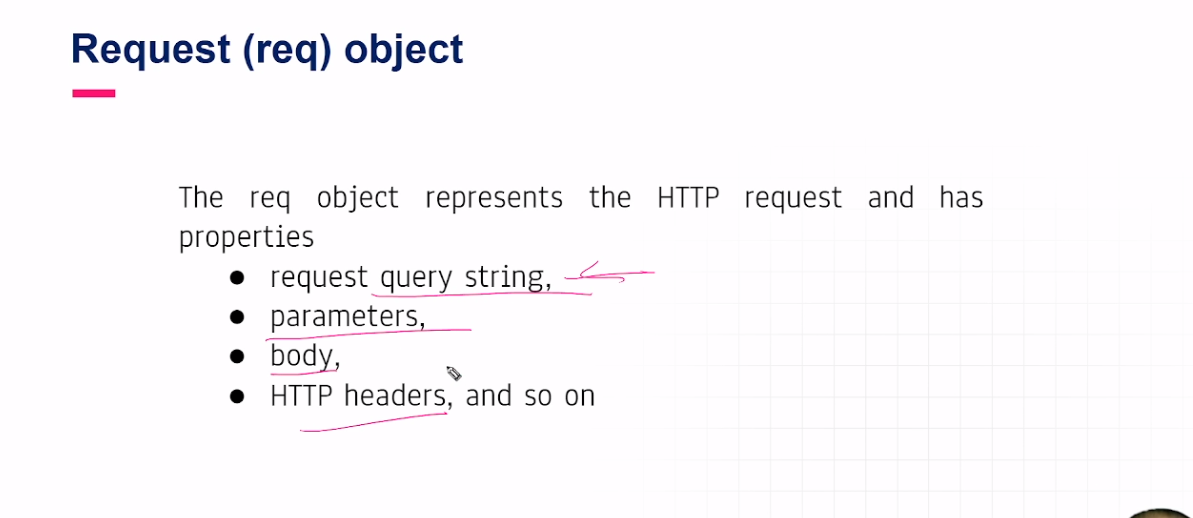 Request (req) object
The req object represents the HTTP request and has
properties
● request query string,
● parameters,
● body,
● HTTP headers, and so on